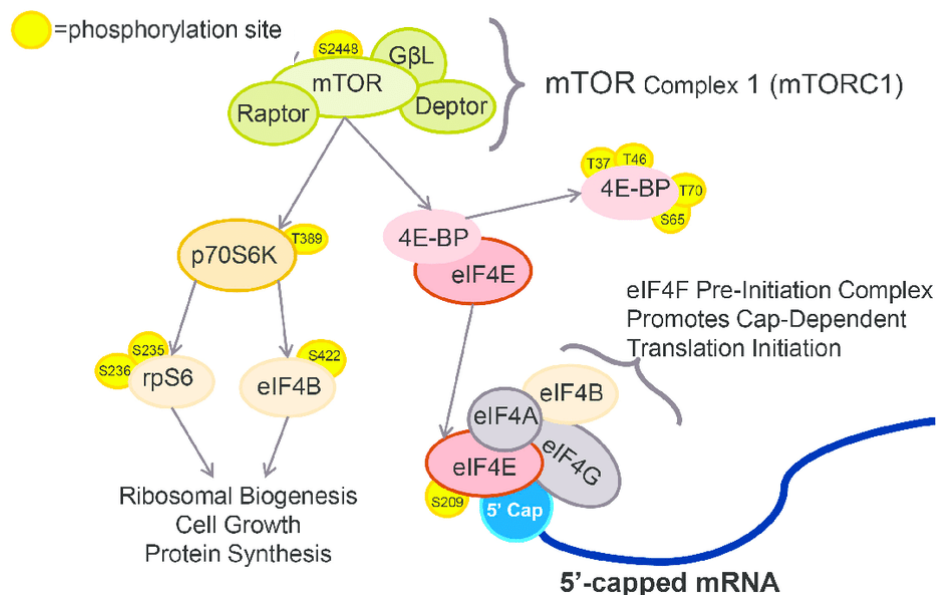 =phosphorylation site
S2448
GβL
mTOR
Raptor
Deptor
mTOR Complex 1 (mTORC1)
T37
T46
4E-BP
T70
S65
p70S6K
T389
4E-BP
eIF4E
eIF4F Pre-Initiation Complex
Promotes Cap-Dependent
Translation Initiation
S235
S236
rpS6
S422
eIF4B
eIF4B
eIF4A
eIF4G
eIF4E
S209
5’ Cap
Ribosomal Biogenesis
Cell Growth
Protein Synthesis
5’-capped mRNA